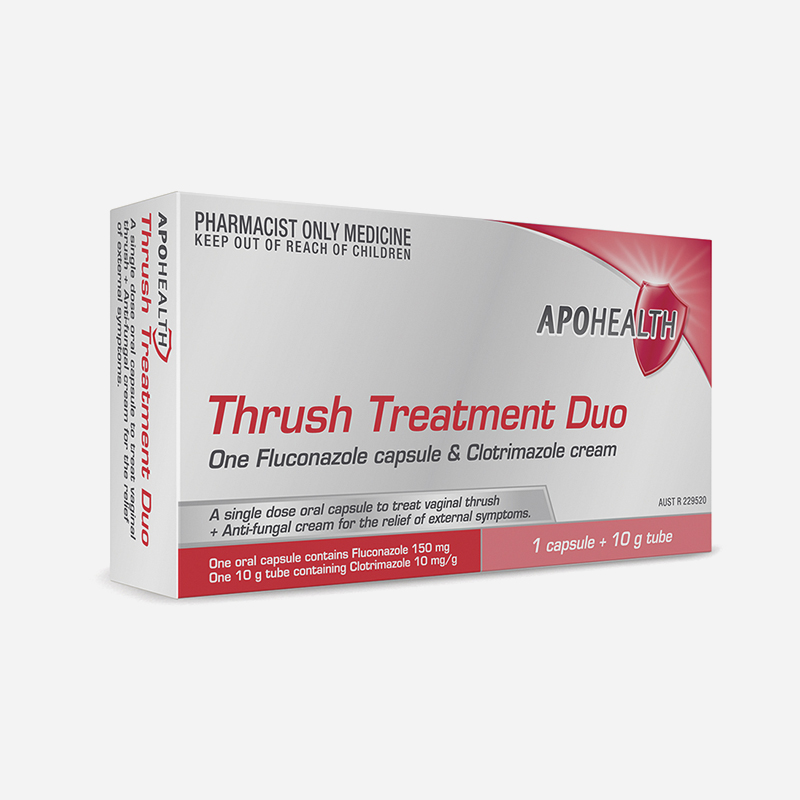 PHARMACIST ONLY MEDICINE
KEEP OUT OF REACH OF CHILDREN
APOHEALTH
Thrush Treatment Duo
One Fluconazole capsule & Clotrimazole cream
AUST R 229520
A single dose oral capsule to treat vaginal thrush
+ Anti-fungal cream for the relief of external symptoms.
One oral capsule contains Fluconazole 150 mg
One 10 g tube containing Clotrimazole 10 mg/g
1 capsule + 10 g tube
APOHEALTH
Thrush Treatment Duo
A single dose oral capsule to treat vaginal
thrush + Anti-fungal cream for the relief
of external symptoms.